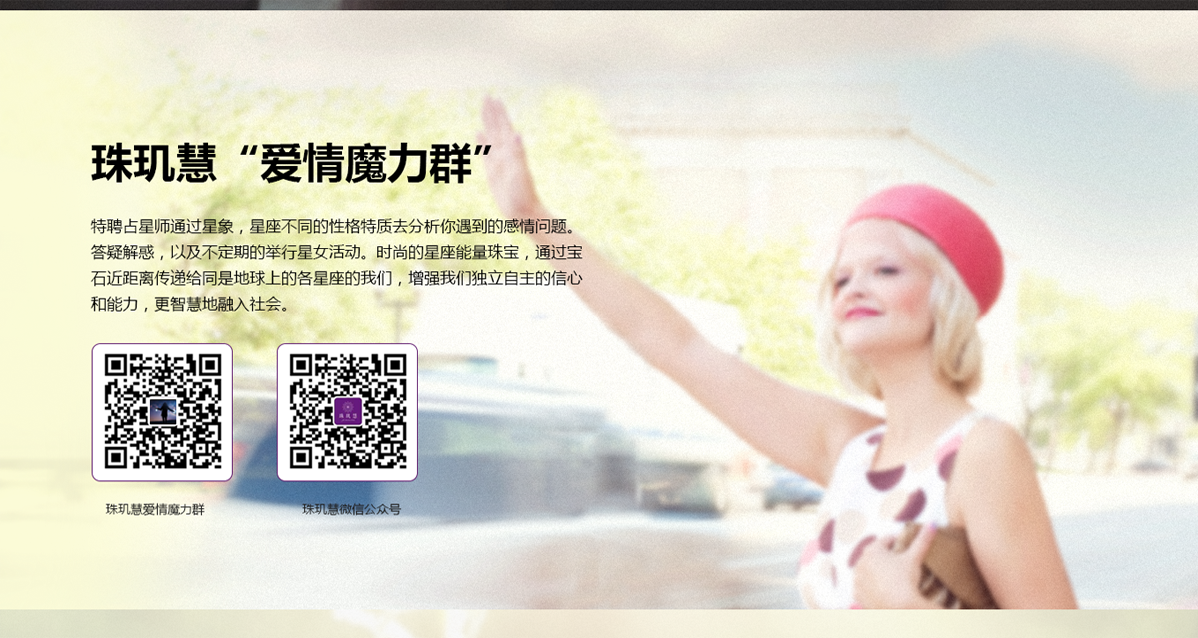 珠玑慧“爱情魔力群”
特聘占星师通过星象，星座不同的性格特质去分析你遇到的感情问题。
答疑解惑，以及不定期的举行星女活动。时尚的星座能量珠宝，通过宝
石近距离传递给同是地球上的各星座的我们，增强我们独立自主的信心
和能力，更智慧地融入社会。
珠玑慧
珠玑慧爱情魔力群
珠玑慧微信公众号